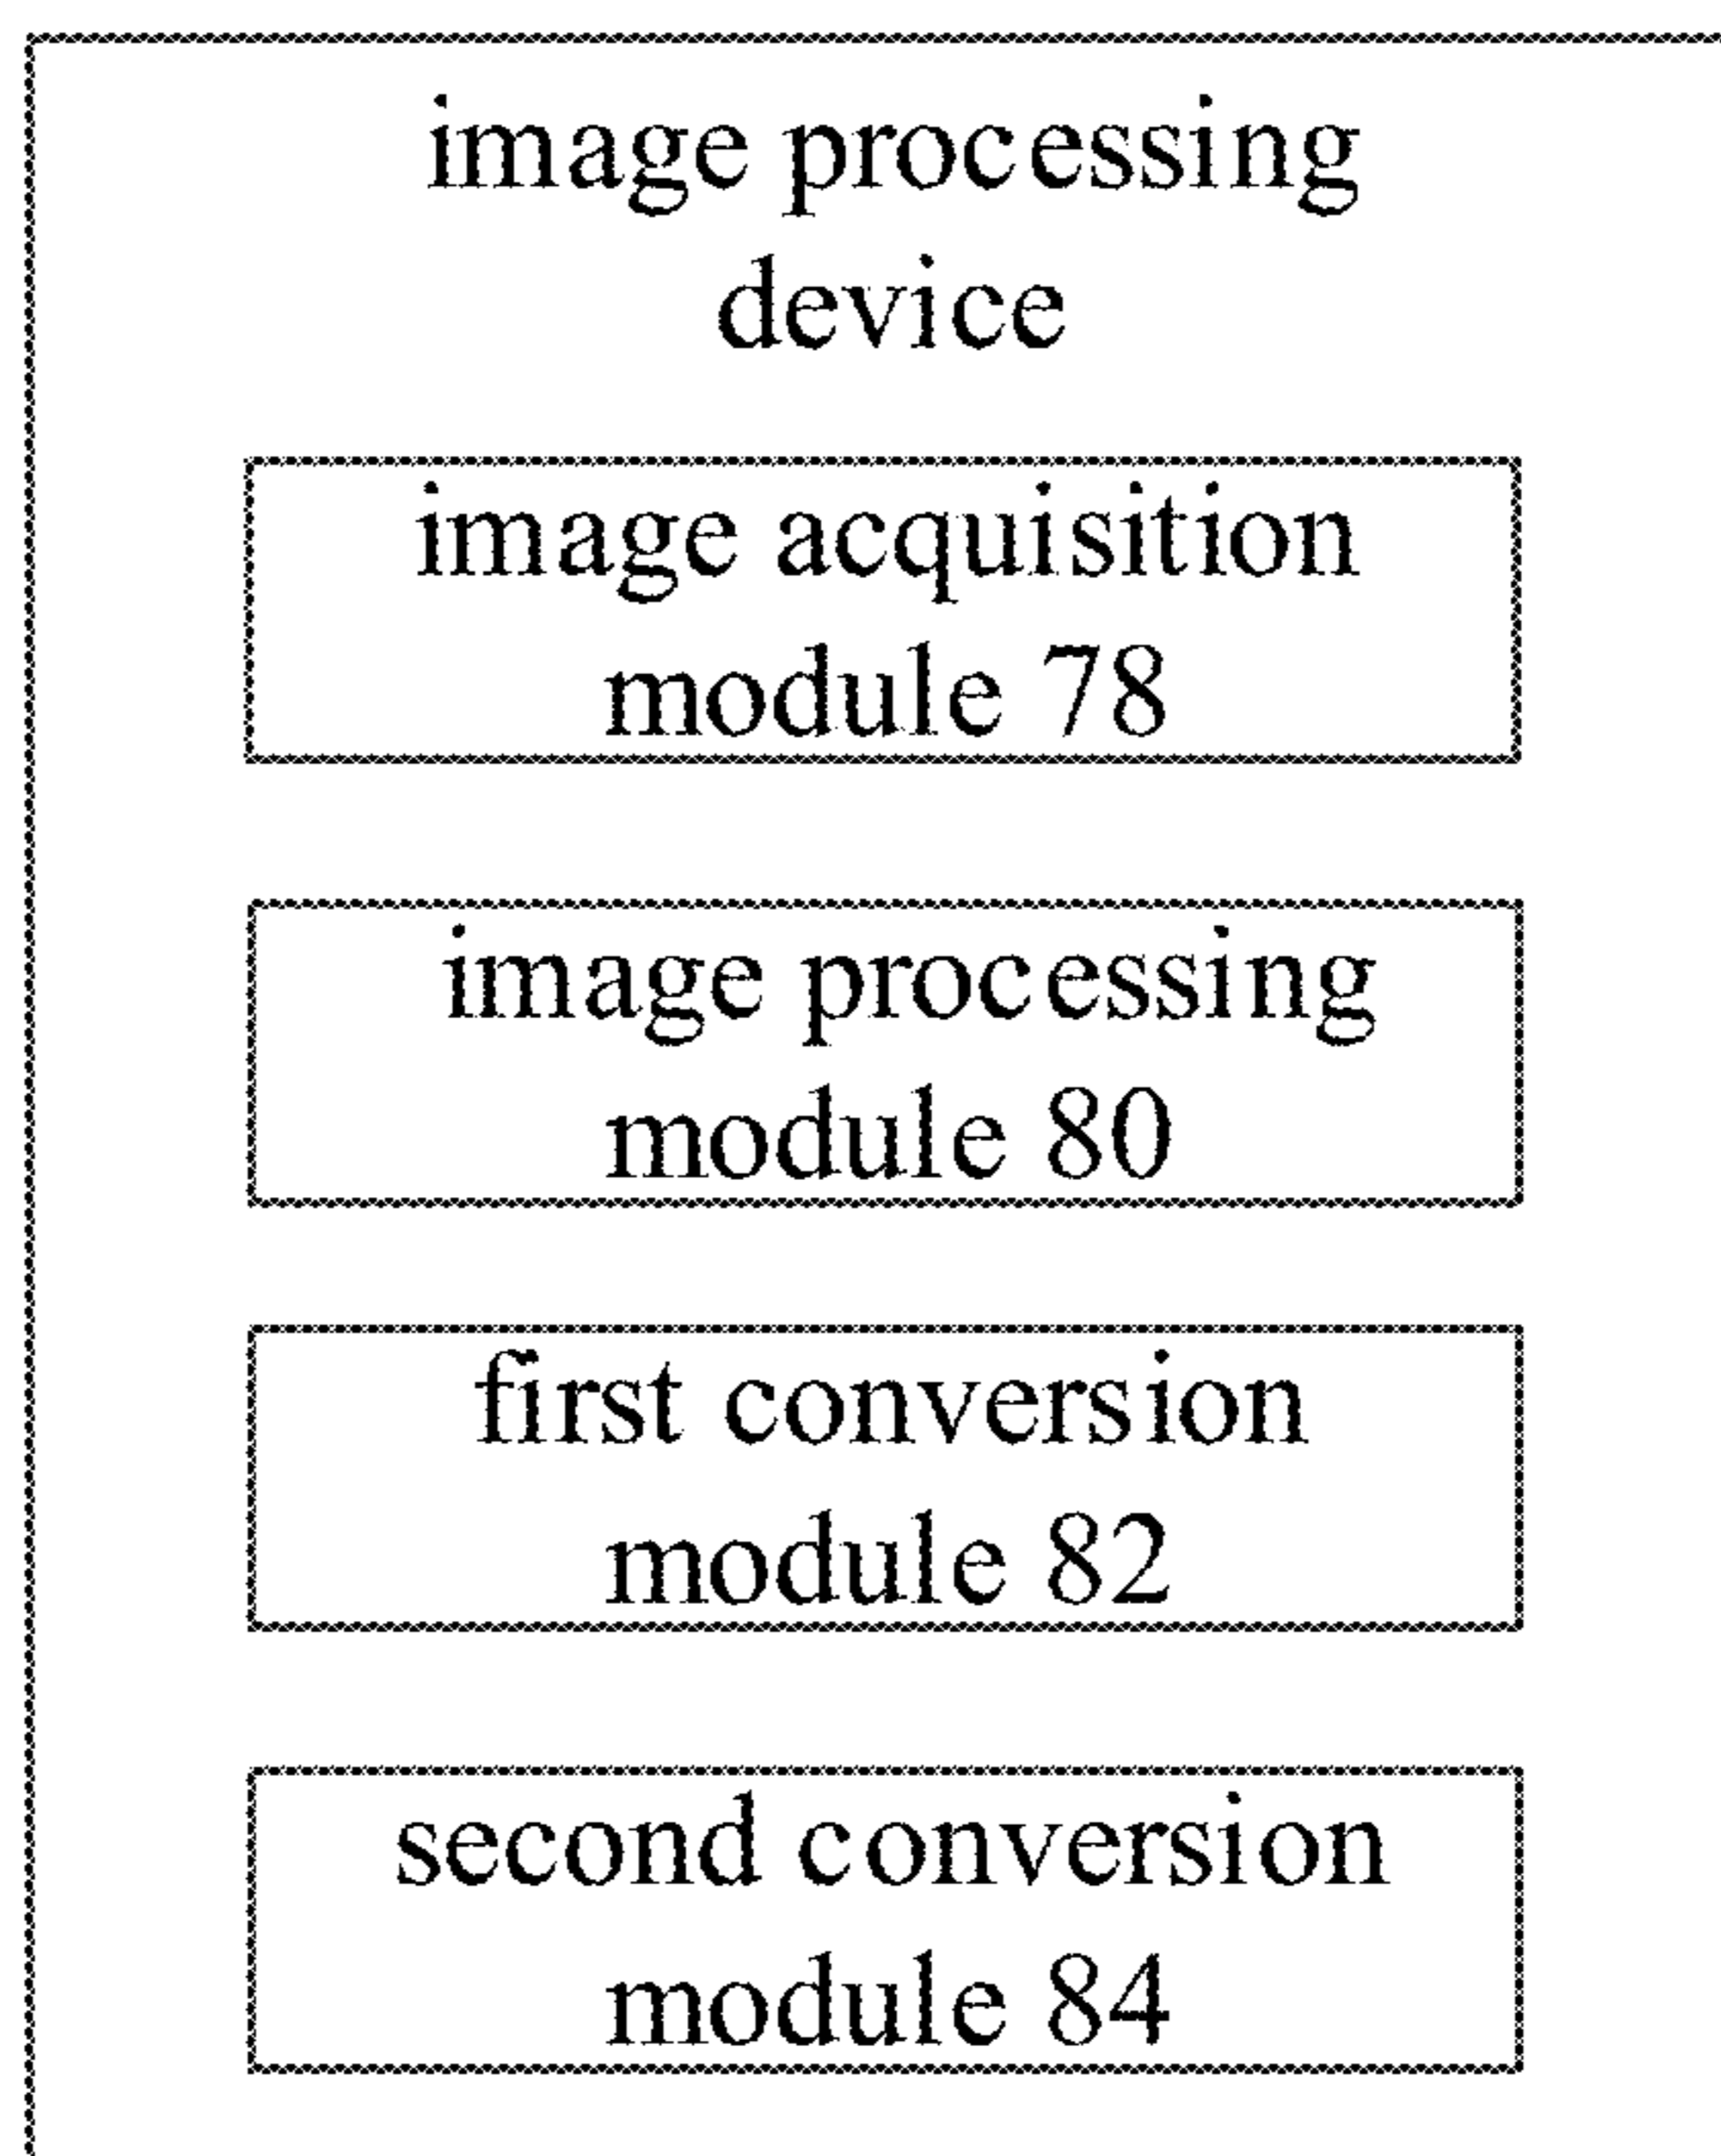 image processing
device
image acquisition
module 78
image processing
module 80
first conversion
module 82
second conversion
module 84